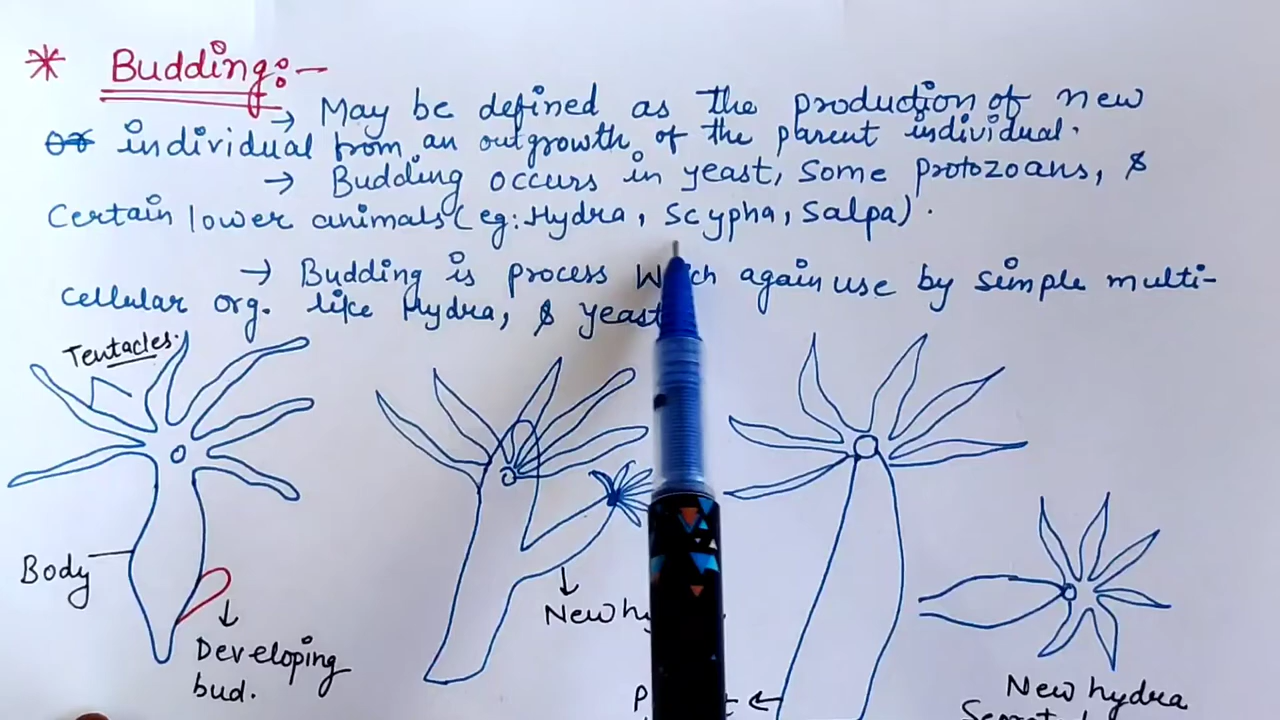 * Budding:-
→ May be defined as the production of new
individual from an outgrowth of the parent individual.
→ Budding occurs in yeast, Some Protozoans, &
Certain lower animals (eg: Hydra, Scypha, Salpa).
→ Budding is process again use by simple multi-
cellular org. like Hydra, & yeast
Tentacles.
Body
Developing
bud.
New
←
New hydra